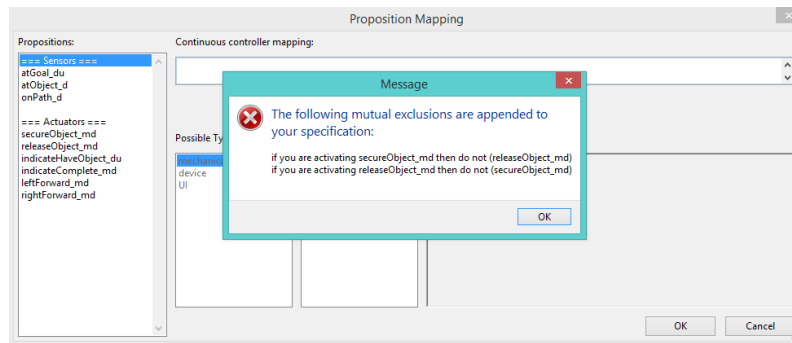 Proposition Mapping
Propositions:
Continuous controller mapping:
=== Sensors ===
atGoal_du
atObject_d
onPath_d
=== Actuators ===
secureObject_md
releaseObject_md
indicateHaveObject_du
indicateComplete_md
leftForward_md
rightForward_md
Message
The following mutual exclusions are appended to
your specification:
if you are activating secureObject_md then do not (releaseObject_md)
if you are activating releaseObject_md then do not (secureObject_md)
OK
Possible Ty
mechanica
device
UI
OK
Cancel